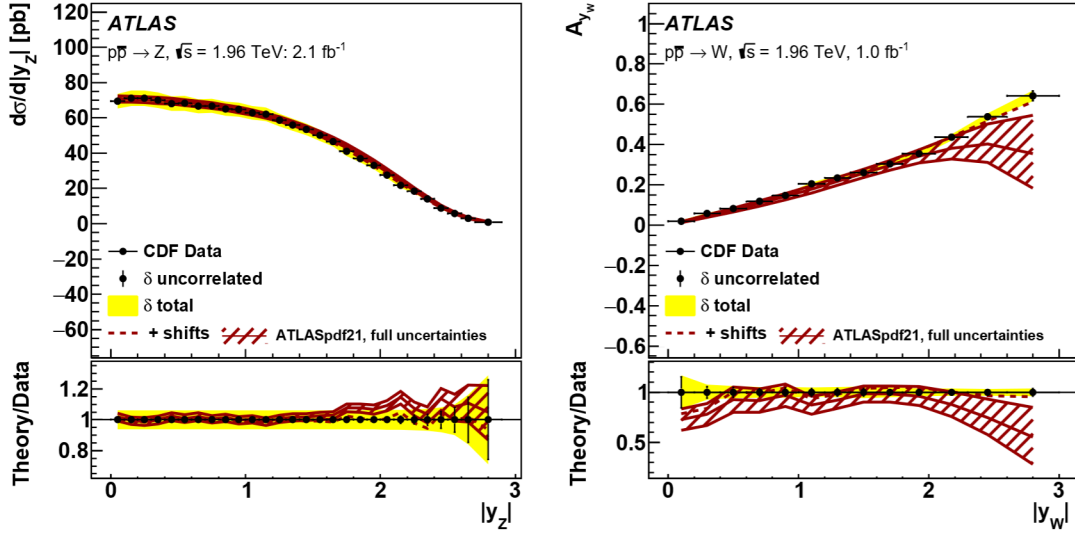 dσ/d|y_Z| [pb]
120
100
80
60
40
20
0
−20
−40
−60
ATLAS
pp̅ → Z, √s = 1.96 TeV: 2.1 fb⁻¹
CDF Data
δ uncorrelated
δ total
+ shifts
ATLASpdf21, full uncertainties
Theory/Data
1.2
1
0.8
0
1
2
3
|y_Z|
A_{y_W}
1
0.8
0.6
0.4
0.2
0
−0.2
−0.4
−0.6
ATLAS
pp̅ → W, √s = 1.96 TeV, 1.0 fb⁻¹
CDF Data
δ uncorrelated
δ total
+ shifts
ATLASpdf21, full uncertainties
Theory/Data
1
0.5
0
1
2
3
|y_W|